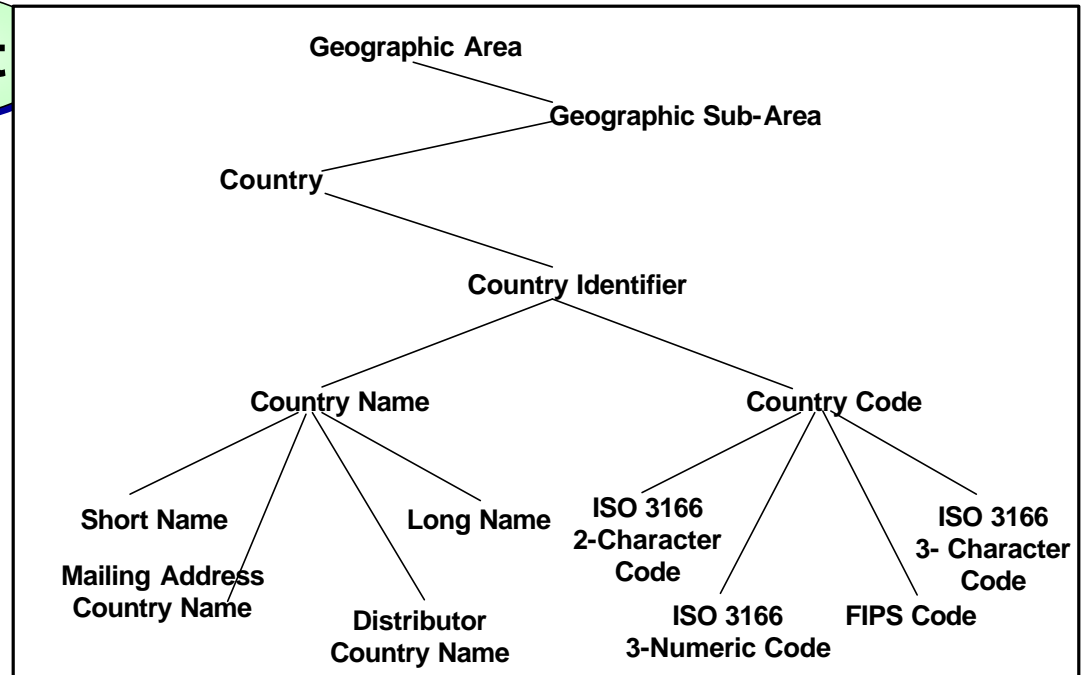 Geographic Area
Geographic Sub-Area
Country
Country Identifier
Country Name
Country Code
Short Name
Long Name
Mailing Address
Country Name
Distributor
Country Name
ISO 3166
2-Character
Code
ISO 3166
3-Numeric Code
FIPS Code
ISO 3166
3- Character
Code